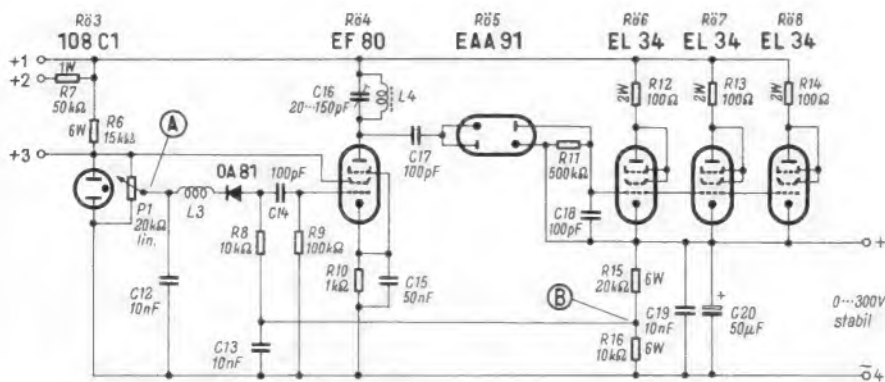 Rö3
108 C1
Rö4
EF 80
Rö5
EAA91
Rö6
EL 34
Rö7
EL 34
Rö8
EL 34
+1
+2
1W
R7
50kΩ
R6
15kΩ
6W
+3
A
P1
20kΩ
lin.
L3
OA 81
100pF
C14
C12
10nF
R8
10kΩ
R9
100kΩ
C13
10nF
C16
20...150pF
L4
C17
100pF
R10
1kΩ
C15
50nF
R11
500kΩ
C18
100pF
2W
R12
100Ω
2W
R13
100Ω
2W
R14
100Ω
B
R15
20kΩ
6W
R16
10kΩ
6W
C19
10nF
+
C20
50µF
+
0...300V
stabil
-
4